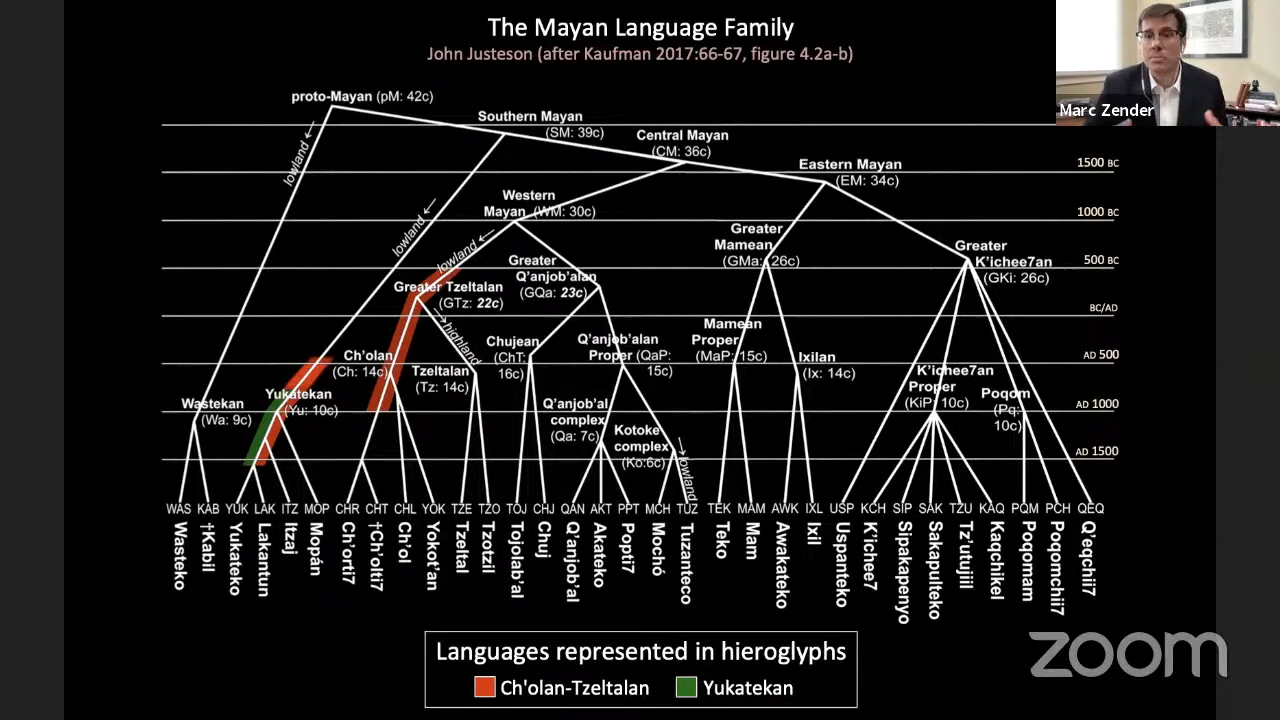 The Mayan Language Family
John Justeson (after Kaufman 2017:66-67, figure 4.2a-b)
Marc Zender
proto-Mayan (pM: 42c)
Southern Mayan
(SM: 39c)
Central Mayan
(CM: 36c)
Eastern Mayan
(EM: 34c)
1500 BC
lowland ←
Western
Mayan (WM: 30c)
1000 BC
lowland ←
Greater
Mamean
(GMa: 26c)
Greater
K'ichee7an
(GKi: 26c)
500 BC
lowland ←
Greater
Q'anjob'alan
(GQa: 23c)
Greater Tzeltalan
(GTz: 22c)
BC/AD
→highland
Chujean
(ChT:
16c)
Q'anjob'alan
Proper (QaP:
15c)
Mamean
Proper
(MaP: 15c)
Ixilan
(Ix: 14c)
AD 500
Ch'olan
(Ch: 14c)
Tzeltalan
(Tz: 14c)
K'ichee7an
Proper
(KiP: 10c)
Poqom
(Pq:
10c)
Wastekan
(Wa: 9c)
Yukatekan
(Yu: 10c)
Q'anjob'al
complex
(Qa: 7c)
AD 1000
Kotoke
complex
(Ko:6c)
→lowland
AD 1500
WAS KAB YUK LAK ITZ MOP CHR CHT CHL YOK TZE TZO TOJ CHJ QAN AKT PPT MCH TUZ TEK MAM AWK IXL USP KCH SIP SAK TZU KAQ PQM PCH QEQ
Wasteko
†Kabil
Yukateko
Lakantun
Itzaj
Mopán
Ch'orti7
†Ch'olti7
Ch'ol
Yokot'an
Tzeltal
Tzotzil
Tojolab'al
Chuj
Q'anjob'al
Akateko
Popti7
Mochó
Tuzanteco
Teko
Mam
Awakateko
Ixil
Uspanteko
K'ichee7
Sipakapenyo
Sakapulteko
Tz'utujiil
Kaqchikel
Poqomam
Poqomchii7
Q'eqchii7
Languages represented in hieroglyphs
Ch'olan-Tzeltalan
Yukatekan
zoom